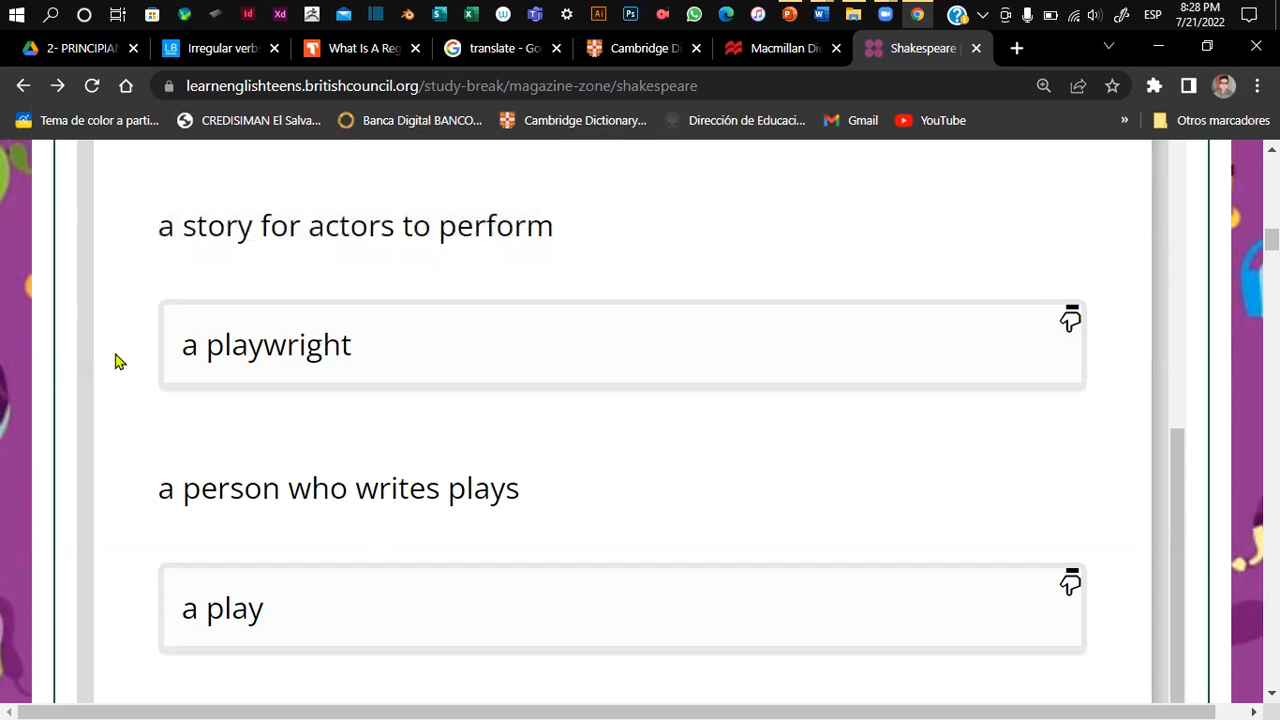 8:28 PM
ESP
7/21/2022
2- PRINCIPIAN
Irregular verb
What Is A Reg
translate - Go
Cambridge D
Macmillan Di
Shakespeare
learnenglishteens.britishcouncil.org/study-break/magazine-zone/shakespeare
Tema de color a parti...
CREDISIMAN El Salva...
Banca Digital BANCO...
Cambridge Dictionary...
Dirección de Educaci...
Gmail
YouTube
»
Otros marcadores
a story for actors to perform
a playwright
a person who writes plays
a play